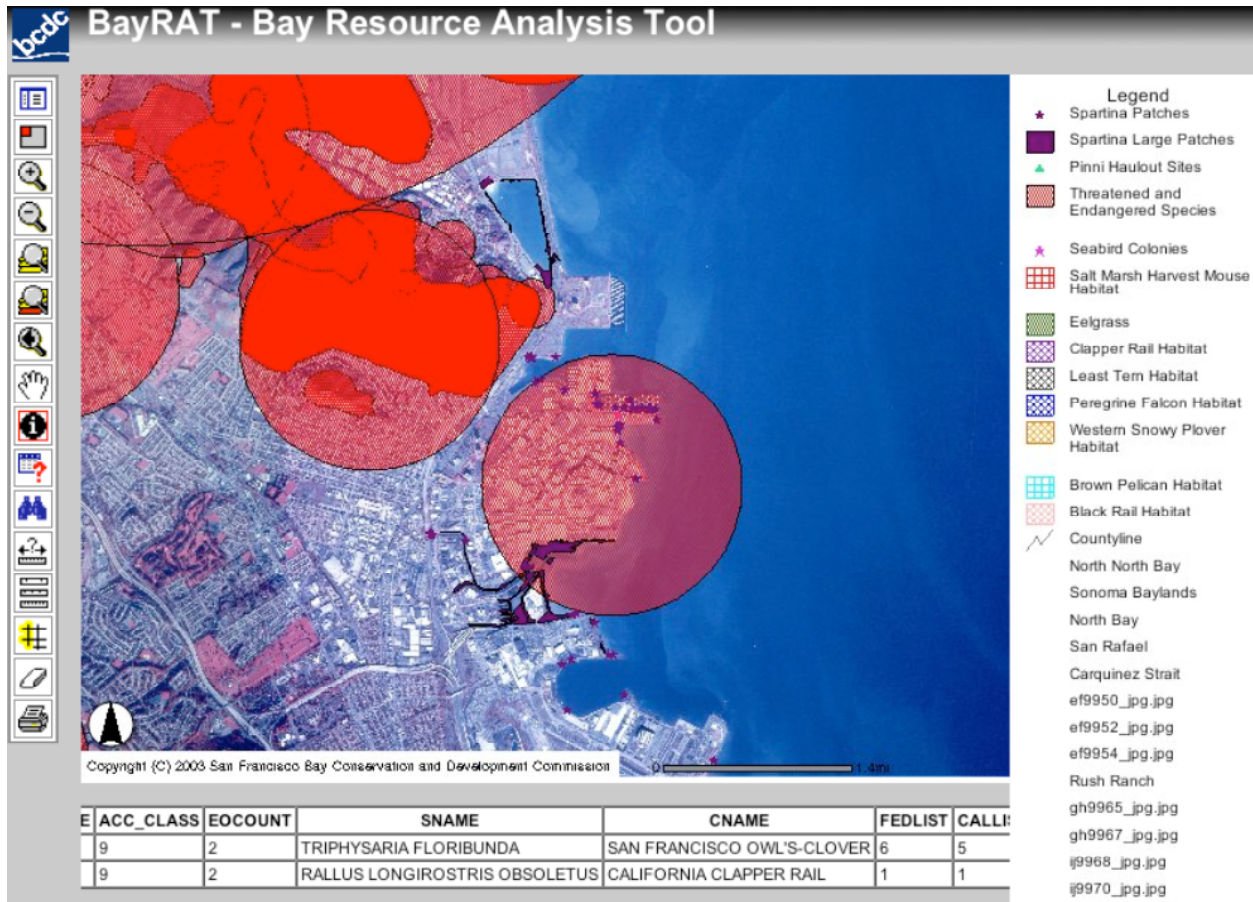 bcdc
BayRAT - Bay Resource Analysis Tool
Legend
Spartina Patches
Spartina Large Patches
Pinni Haulout Sites
Threatened and
Endangered Species
Seabird Colonies
Salt Marsh Harvest Mouse
Habitat
Eelgrass
Clapper Rail Habitat
Least Tern Habitat
Peregrine Falcon Habitat
Western Snowy Plover
Habitat
Brown Pelican Habitat
Black Rail Habitat
Countyline
North North Bay
Sonoma Baylands
North Bay
San Rafael
Carquinez Strait
ef9950_jpg.jpg
ef9952_jpg.jpg
ef9954_jpg.jpg
Rush Ranch
gh9965_jpg.jpg
gh9967_jpg.jpg
ij9968_jpg.jpg
ij9970_jpg.jpg
Copyright (C) 2003 San Francisco Bay Conservation and Development Commission
0 1.4mi
E ACC_CLASS EOCOUNT SNAME CNAME FEDLIST CALLI
9 2 TRIPHYSARIA FLORIBUNDA SAN FRANCISCO OWL'S-CLOVER 6 5
9 2 RALLUS LONGIROSTRIS OBSOLETUS CALIFORNIA CLAPPER RAIL 1 1